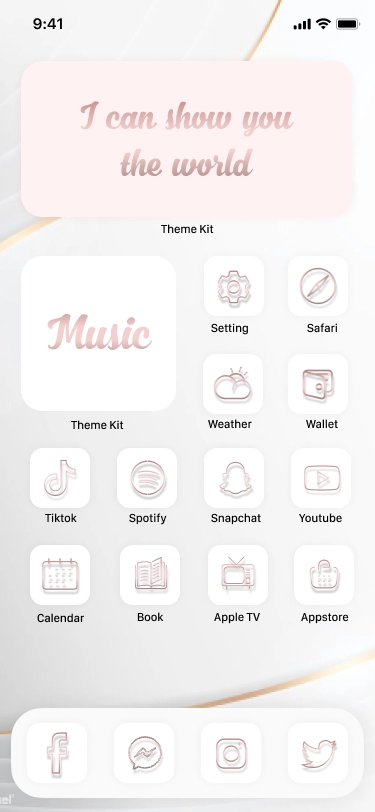 9:41
I can show you
the world
Theme Kit
Music
Theme Kit
Setting
Safari
Weather
Wallet
Tiktok
Spotify
Snapchat
Youtube
Calendar
Book
Apple TV
Appstore